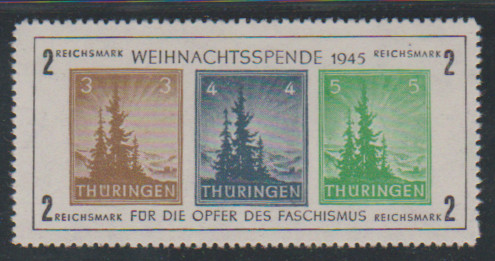 2 REICHSMARK WEIHNACHTSSPENDE 1945 REICHSMARK 2
3 3 4 4 5 5
THÜRINGEN THÜRINGEN THÜRINGEN
2 REICHSMARK FÜR DIE OPFER DES FASCHISMUS REICHSMARK 2